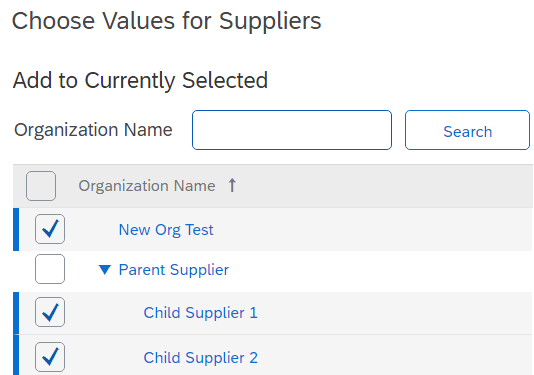 Choose Values for Suppliers
Add to Currently Selected
Organization Name
Search
Organization Name ↑
New Org Test
Parent Supplier
Child Supplier 1
Child Supplier 2